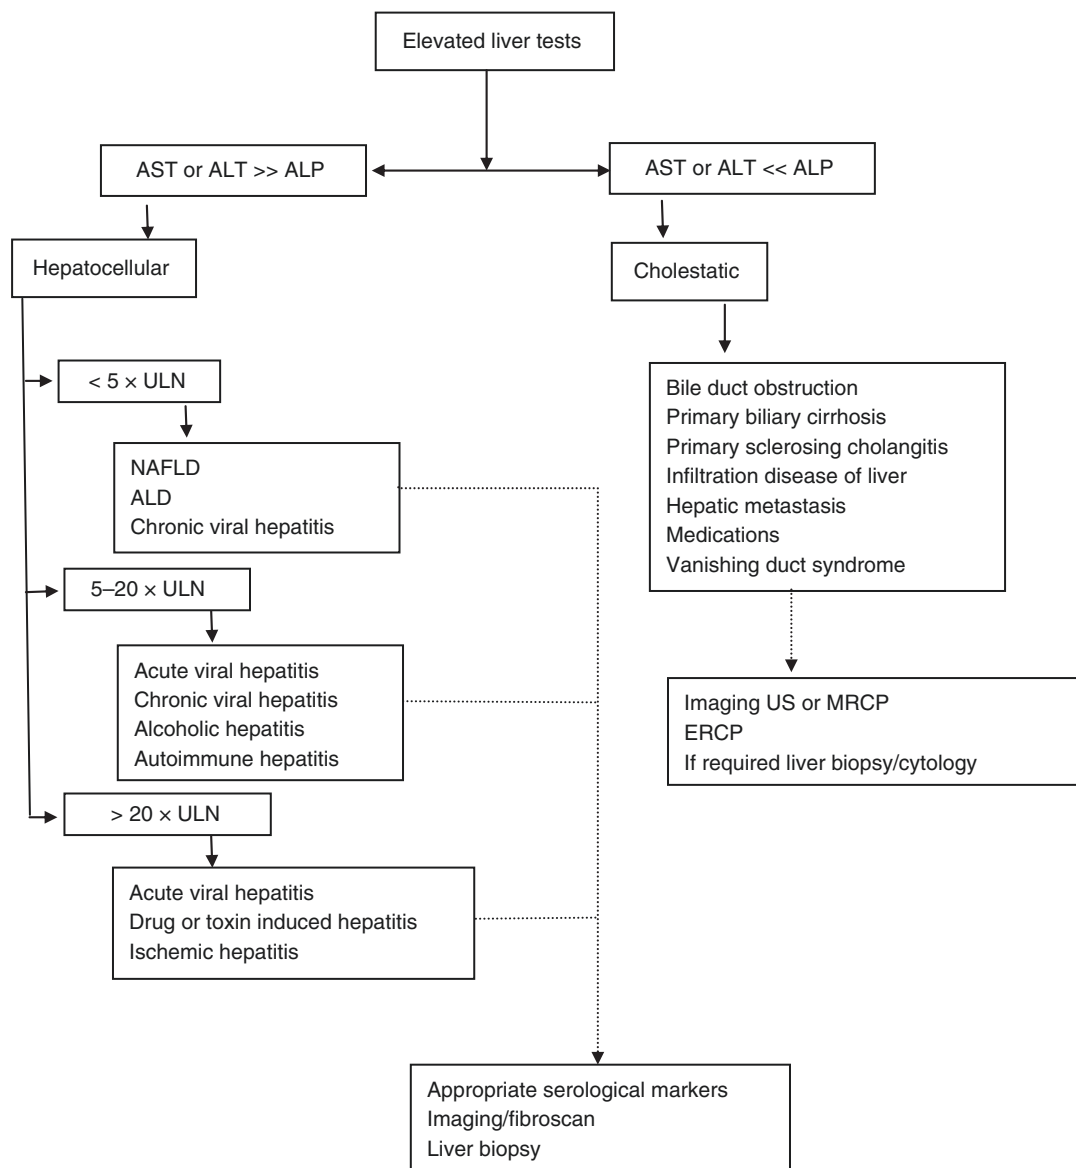 Elevated liver tests
AST or ALT >> ALP
AST or ALT << ALP
Hepatocellular
Cholestatic
< 5 × ULN
NAFLD
ALD
Chronic viral hepatitis
5–20 × ULN
Acute viral hepatitis
Chronic viral hepatitis
Alcoholic hepatitis
Autoimmune hepatitis
> 20 × ULN
Acute viral hepatitis
Drug or toxin induced hepatitis
Ischemic hepatitis
Bile duct obstruction
Primary biliary cirrhosis
Primary sclerosing cholangitis
Infiltration disease of liver
Hepatic metastasis
Medications
Vanishing duct syndrome
Imaging US or MRCP
ERCP
If required liver biopsy/cytology
Appropriate serological markers
Imaging/fibroscan
Liver biopsy